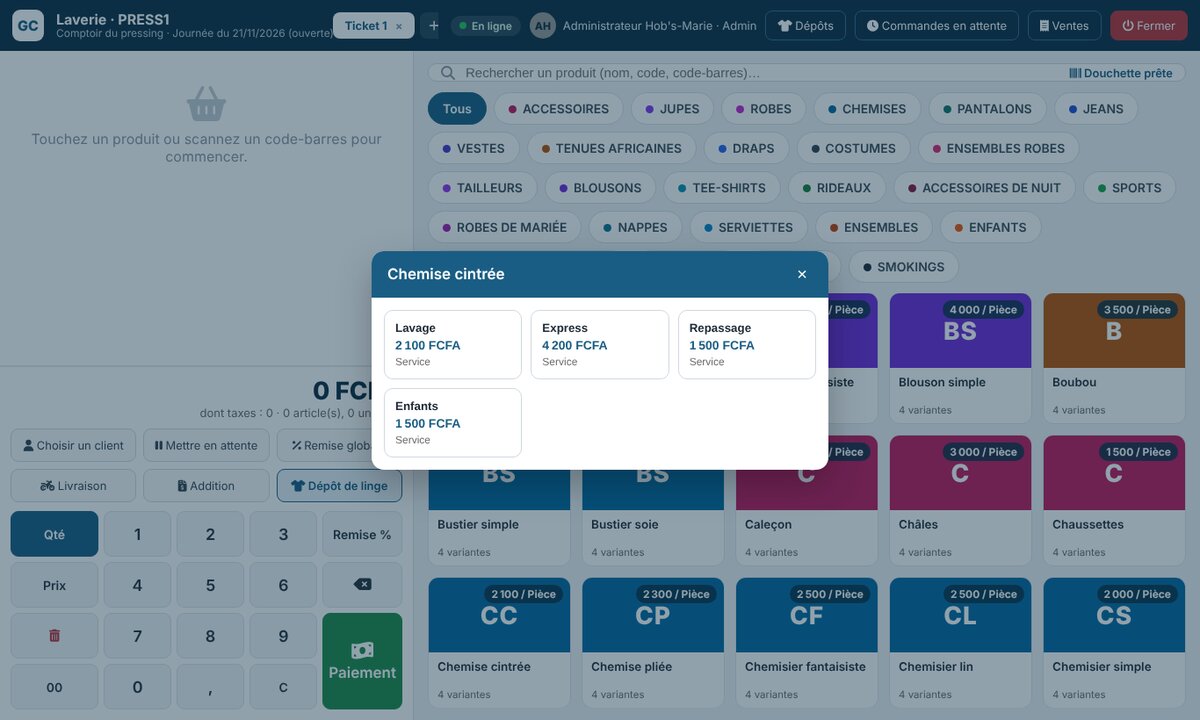 GC
Laverie · PRESS1
Comptoir du pressing · Journée du 21/11/2026 (ouverte)
Ticket 1 ×
+
En ligne
AH
Administrateur Hob's-Marie · Admin
Dépôts
Commandes en attente
Ventes
Fermer
Touchez un produit ou scannez un code-barres pour
commencer.
Rechercher un produit (nom, code, code-barres)…
Douchette prête
Tous
ACCESSOIRES
JUPES
ROBES
CHEMISES
PANTALONS
JEANS
VESTES
TENUES AFRICAINES
DRAPS
COSTUMES
ENSEMBLES ROBES
TAILLEURS
BLOUSONS
TEE-SHIRTS
RIDEAUX
ACCESSOIRES DE NUIT
SPORTS
ROBES DE MARIÉE
NAPPES
SERVIETTES
ENSEMBLES
ENFANTS
SMOKINGS
Chemise cintrée ×
Lavage
2 100 FCFA
Service
Express
4 200 FCFA
Service
Repassage
1 500 FCFA
Service
Enfants
1 500 FCFA
Service
/ Pièce
siste
4 000 / Pièce
BS
Blouson simple
4 variantes
3 500 / Pièce
B
Boubou
4 variantes
BS
Bustier simple
4 variantes
BS
Bustier soie
4 variantes
/ Pièce
C
Caleçon
4 variantes
3 000 / Pièce
C
Châles
4 variantes
1 500 / Pièce
C
Chaussettes
4 variantes
2 100 / Pièce
CC
Chemise cintrée
4 variantes
2 300 / Pièce
CP
Chemise pliée
4 variantes
2 500 / Pièce
CF
Chemisier fantaisiste
4 variantes
2 500 / Pièce
CL
Chemisier lin
4 variantes
2 000 / Pièce
CS
Chemisier simple
4 variantes
0 FC
dont taxes : 0 · 0 article(s), 0 un
Choisir un client
Mettre en attente
Remise glob
Livraison
Addition
Dépôt de linge
Qté
1
2
3
Remise %
Prix
4
5
6
7
8
9
Paiement
00
0
,
C